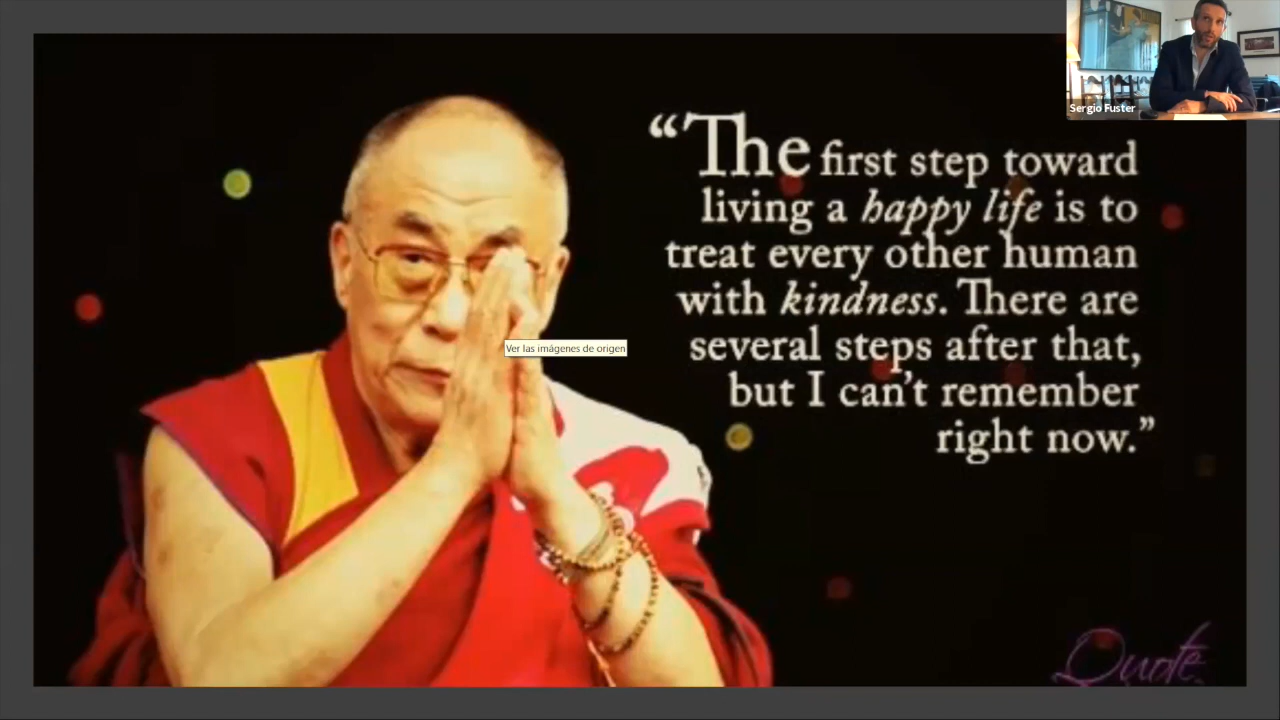 Sergio Fuster
“The first step toward
living a happy life is to
treat every other human
with kindness. There are
several steps after that,
but I can’t remember
right now.”
Ver las imágenes de origen
Quote